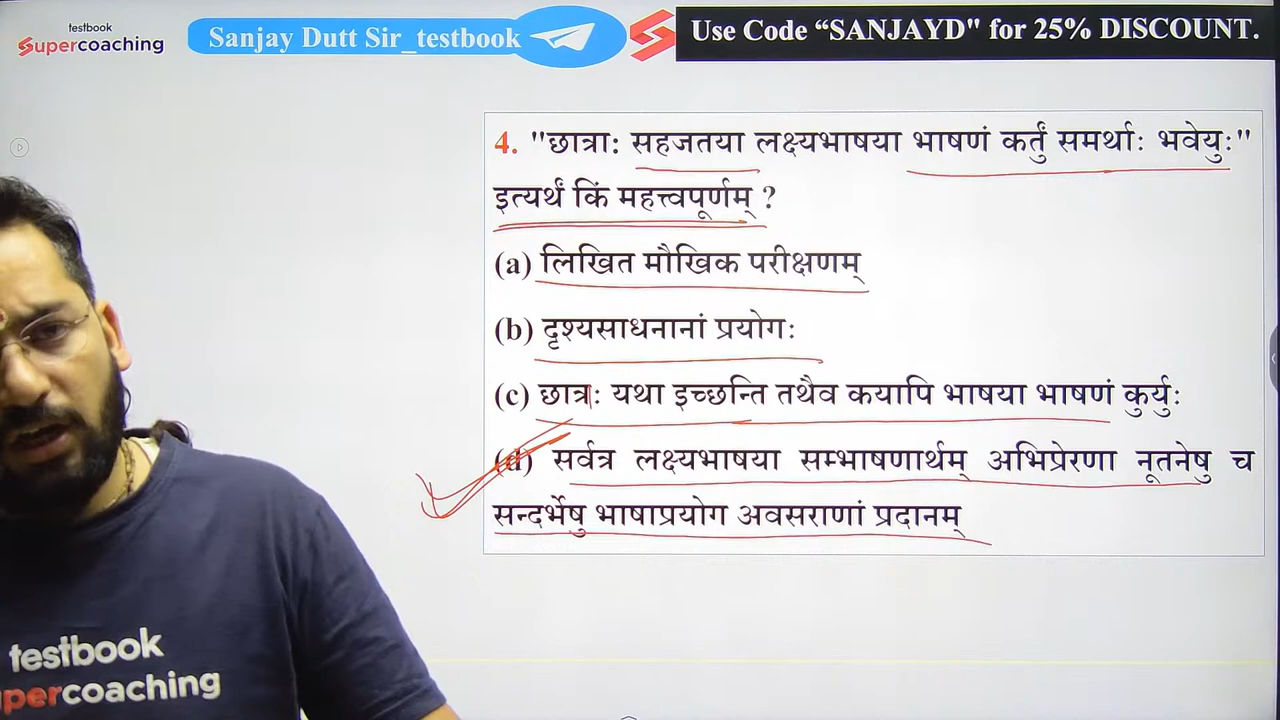 testbook
Supercoaching
Sanjay Dutt Sir_testbook
Use Code “SANJAYD" for 25% DISCOUNT.
4. "छात्राः सहजतया लक्ष्यभाषया भाषणं कर्तुं समर्थाः भवेयुः"
इत्यर्थं किं महत्त्वपूर्णम् ?
(a) लिखित मौखिक परीक्षणम्
(b) दृश्यसाधनानां प्रयोगः
(c) छात्रः यथा इच्छन्ति तथैव कयापि भाषया भाषणं कुर्युः
(d) सर्वत्र लक्ष्यभाषया सम्भाषणार्थम् अभिप्रेरणा नूतनेषु च
सन्दर्भेषु भाषाप्रयोग अवसराणां प्रदानम्
testbook
percoaching